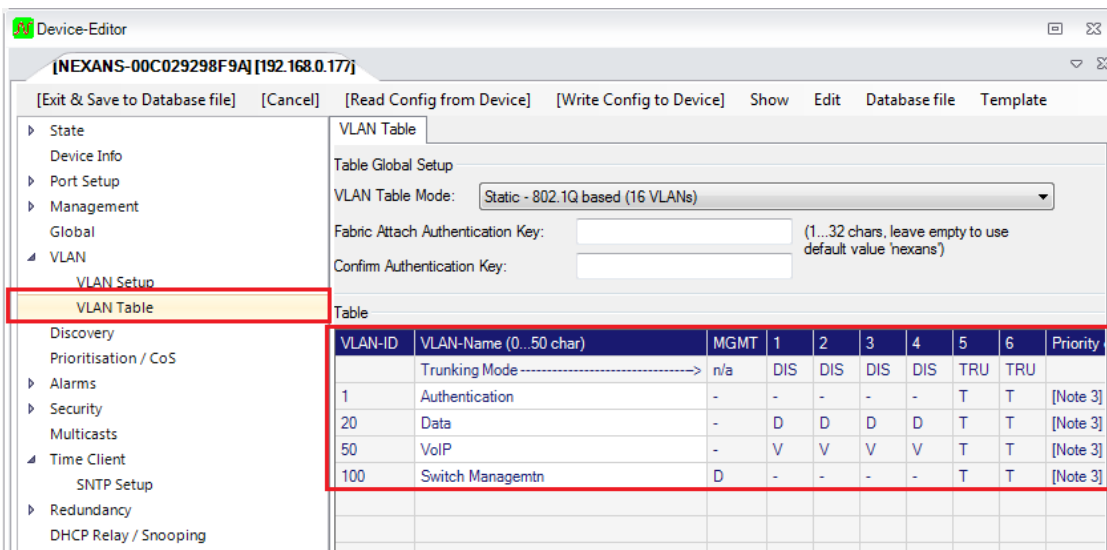 Device-Editor
[NEXANS-00C029298F9A] [192.168.0.177]
[Exit & Save to Database file] [Cancel] [Read Config from Device] [Write Config to Device] Show Edit Database file Template
State
Device Info
Port Setup
Management
Global
VLAN
VLAN Setup
VLAN Table
Discovery
Prioritisation / CoS
Alarms
Security
Multicasts
Time Client
SNTP Setup
Redundancy
DHCP Relay / Snooping
VLAN Table
Table Global Setup
VLAN Table Mode: Static - 802.1Q based (16 VLANs)
Fabric Attach Authentication Key: (1...32 chars, leave empty to use
default value 'nexans')
Confirm Authentication Key:
Table
VLAN-ID VLAN-Name (0...50 char) MGMT 1 2 3 4 5 6 Priority
Trunking Mode ---------------------------------> n/a DIS DIS DIS DIS TRU TRU
1 Authentication - - - - - T T [Note 3]
20 Data - D D D D T T [Note 3]
50 VoIP - V V V V T T [Note 3]
100 Switch Managemtn D - - - - T T [Note 3]